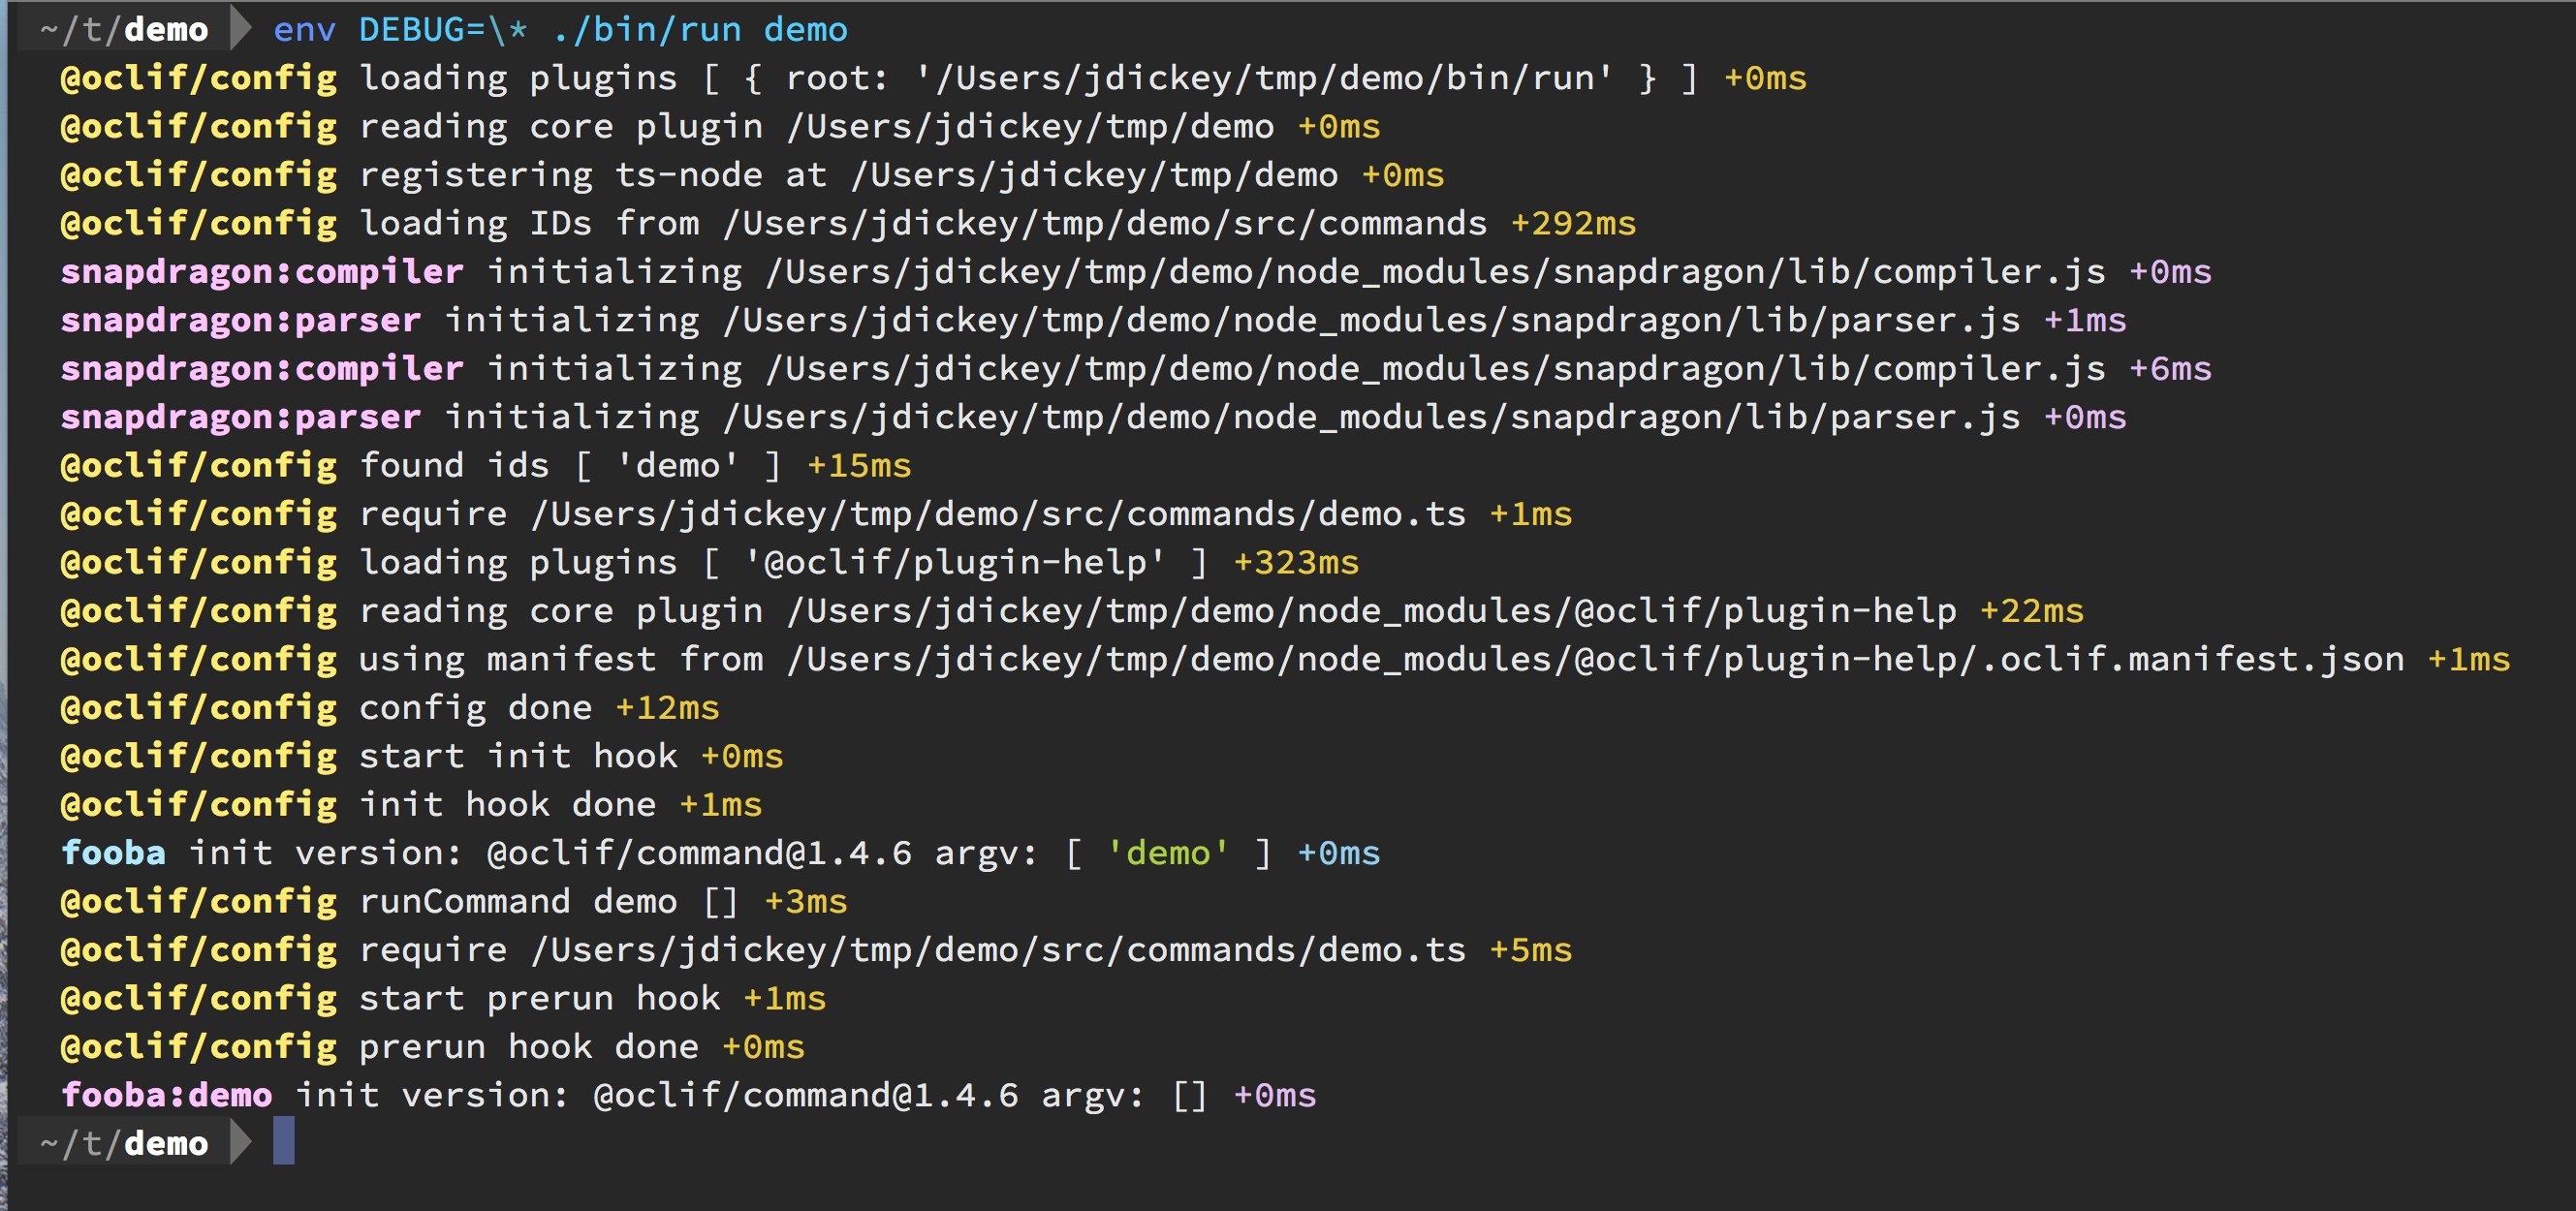 ~/t/demo env DEBUG=\* ./bin/run demo
@oclif/config loading plugins [ { root: '/Users/jdickey/tmp/demo/bin/run' } ] +0ms
@oclif/config reading core plugin /Users/jdickey/tmp/demo +0ms
@oclif/config registering ts-node at /Users/jdickey/tmp/demo +0ms
@oclif/config loading IDs from /Users/jdickey/tmp/demo/src/commands +292ms
snapdragon:compiler initializing /Users/jdickey/tmp/demo/node_modules/snapdragon/lib/compiler.js +0ms
snapdragon:parser initializing /Users/jdickey/tmp/demo/node_modules/snapdragon/lib/parser.js +1ms
snapdragon:compiler initializing /Users/jdickey/tmp/demo/node_modules/snapdragon/lib/compiler.js +6ms
snapdragon:parser initializing /Users/jdickey/tmp/demo/node_modules/snapdragon/lib/parser.js +0ms
@oclif/config found ids [ 'demo' ] +15ms
@oclif/config require /Users/jdickey/tmp/demo/src/commands/demo.ts +1ms
@oclif/config loading plugins [ '@oclif/plugin-help' ] +323ms
@oclif/config reading core plugin /Users/jdickey/tmp/demo/node_modules/@oclif/plugin-help +22ms
@oclif/config using manifest from /Users/jdickey/tmp/demo/node_modules/@oclif/plugin-help/.oclif.manifest.json +1ms
@oclif/config config done +12ms
@oclif/config start init hook +0ms
@oclif/config init hook done +1ms
fooba init version: @oclif/command@1.4.6 argv: [ 'demo' ] +0ms
@oclif/config runCommand demo [] +3ms
@oclif/config require /Users/jdickey/tmp/demo/src/commands/demo.ts +5ms
@oclif/config start prerun hook +1ms
@oclif/config prerun hook done +0ms
fooba:demo init version: @oclif/command@1.4.6 argv: [] +0ms
~/t/demo